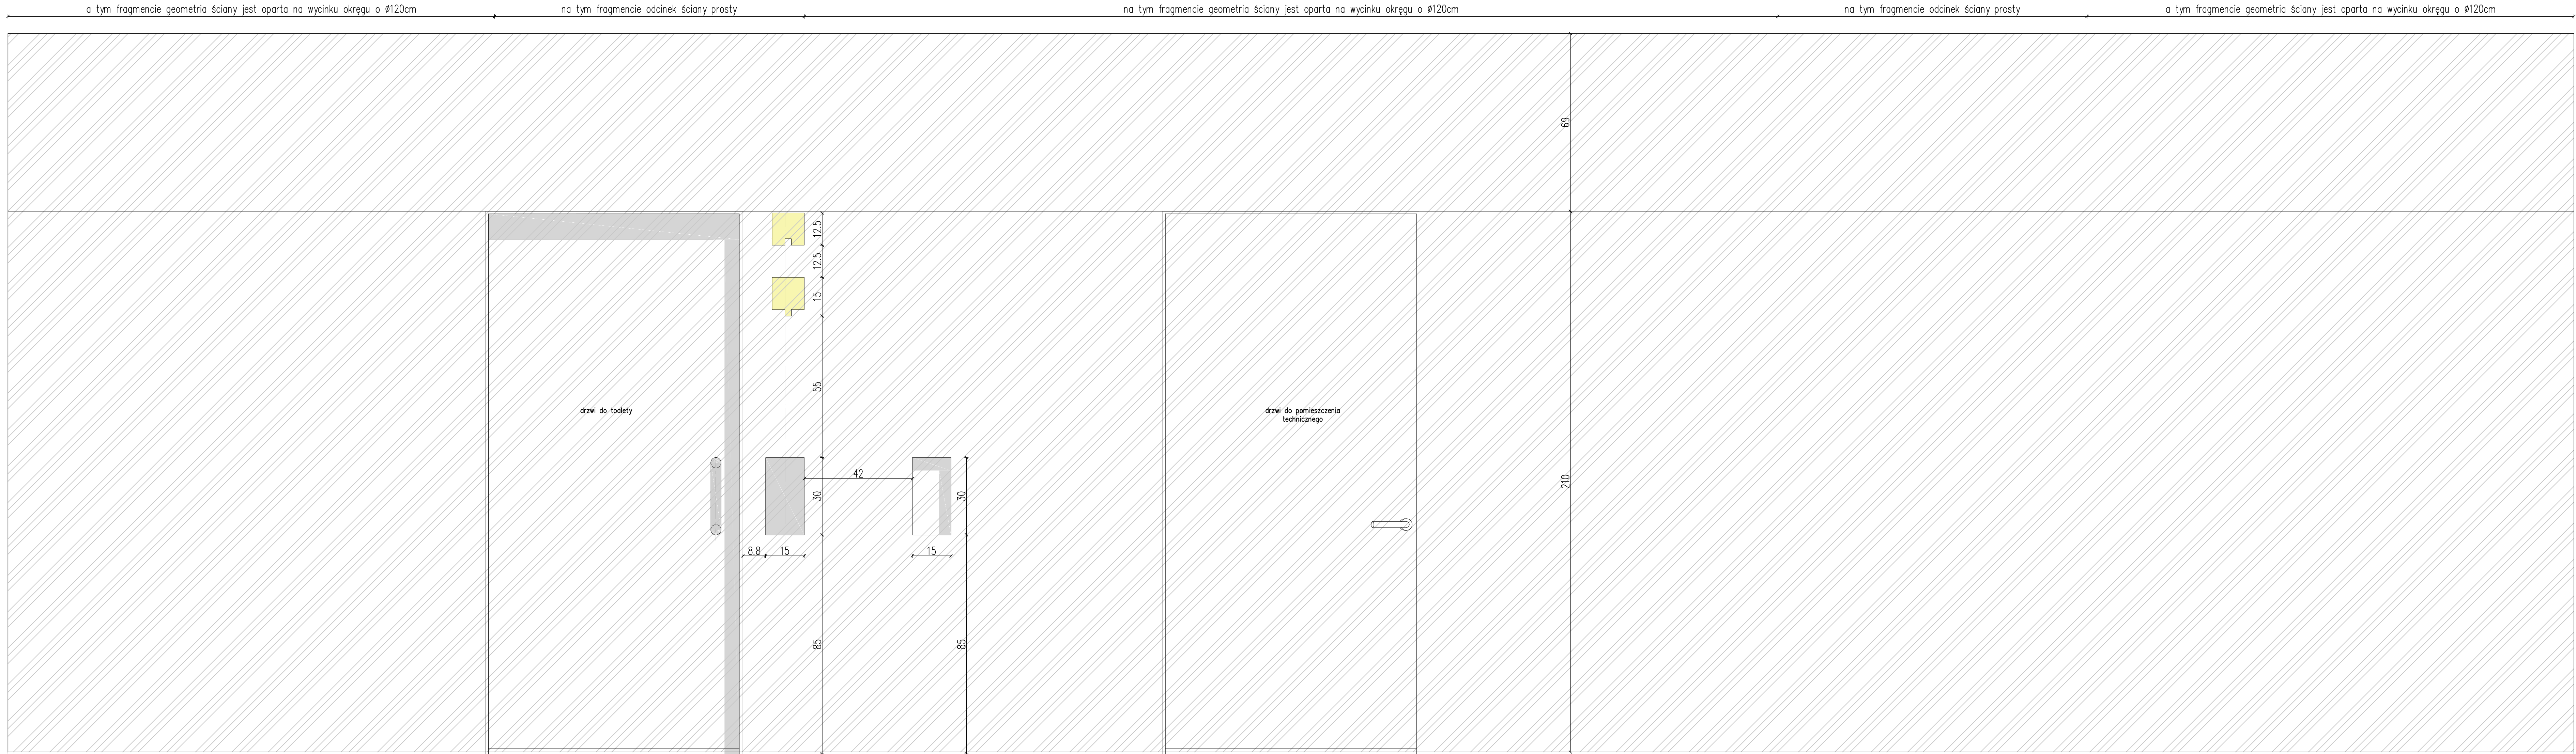 a tym fragmencie geometria ściany jest oparta na wycinku okręgu o Ø120cm
na tym fragmencie odcinek ściany prosty
na tym fragmencie geometria ściany jest oparta na wycinku okręgu o Ø120cm
na tym fragmencie odcinek ściany prosty
a tym fragmencie geometria ściany jest oparta na wycinku okręgu o Ø120cm
69
12.5
12.5
15
55
drzwi do toalety
drzwi do pomieszczenia
technicznego
42
30
30
210
8.8
15
15
85
85